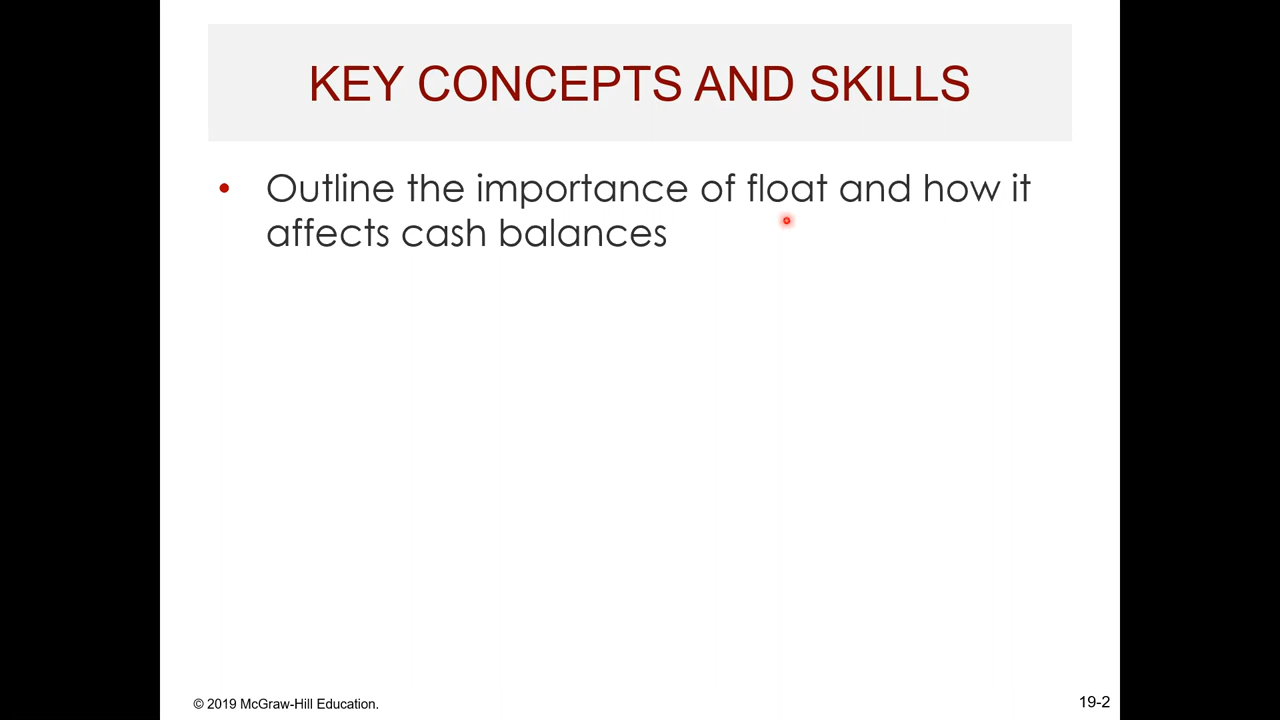 KEY CONCEPTS AND SKILLS
• Outline the importance of float and how it
affects cash balances
© 2019 McGraw-Hill Education.
19-2